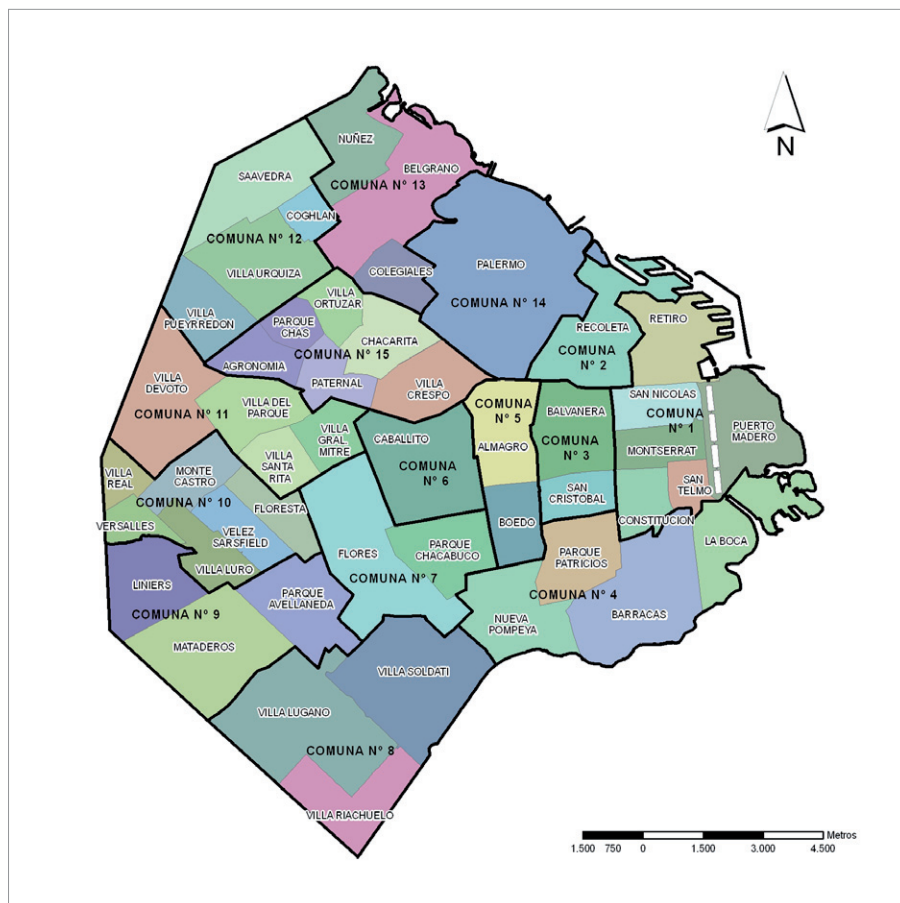 NUÑEZ
BELGRANO
SAAVEDRA
COMUNA N° 13
COGHLAN
COMUNA N° 12
VILLA URQUIZA
COLEGIALES
PALERMO
VILLA
ORTUZAR
VILLA
PUEYRREDON
COMUNA N° 14
PARQUE
CHAS
RETIRO
RECOLETA
CHACARITA
COMUNA
N° 2
COMUNA N° 15
AGRONOMIA
VILLA
DEVOTO
PATERNAL
VILLA
CRESPO
COMUNA N° 11
VILLA DEL
PARQUE
COMUNA
N° 5
BALVANERA
SAN NICOLAS
COMUNA
N° 1
PUERTO
MADERO
VILLA
GRAL.
MITRE
CABALLITO
ALMAGRO
COMUNA
N° 3
MONTSERRAT
VILLA
SANTA
RITA
COMUNA
N° 6
VILLA
REAL
MONTE
CASTRO
SAN
TELMO
SAN
CRISTOBAL
COMUNA N° 10
FLORESTA
VERSALLES
VELEZ
SARSFIELD
BOEDO
CONSTITUCION
LA BOCA
FLORES
PARQUE
CHACABUCO
PARQUE
PATRICIOS
VILLA LURO
COMUNA N° 7
LINIERS
PARQUE
AVELLANEDA
COMUNA N° 4
COMUNA N° 9
NUEVA
POMPEYA
BARRACAS
MATADEROS
VILLA SOLDATI
VILLA LUGANO
COMUNA N° 8
VILLA RIACHUELO
N
Metros
1.500 750 0 1.500 3.000 4.500